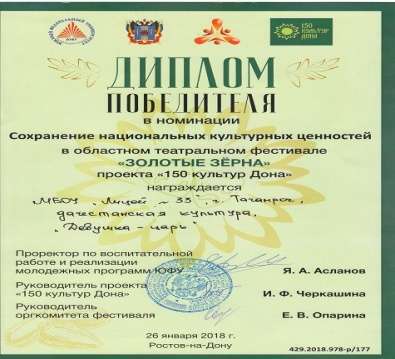 150
КУЛЬТУР
ДОНА
ДИПЛОМ
ПОБЕДИТЕЛЯ
в номинации
Сохранение национальных культурных ценностей
в областном театральном фестивале
«ЗОЛОТЫЕ ЗЁРНА»
проекта «150 культур Дона»
награждается
МБОУ „Лицей № 33", г. Таганрог,
дагестанская культура,
„Девушка-царь"
Проректор по воспитательной
работе и реализации
молодежных программ ЮФУ Я. А. Асланов
Руководитель проекта
«150 культур Дона» И. Ф. Черкашина
Руководитель
оргкомитета фестиваля Е. В. Опарина
26 января 2018 г.
Ростов-на-Дону
429.2018.978-р/177